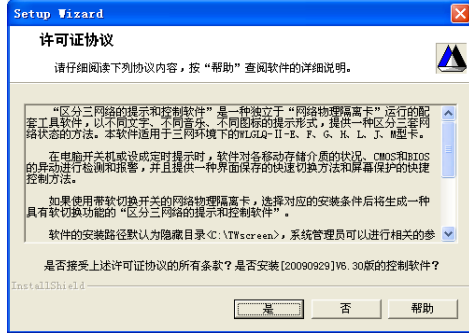 Setup Wizard
许可证协议
请仔细阅读下列协议内容，按“帮助”查阅软件的详细说明。
“区分三网络的提示和控制软件”是一种独立于“网络物理隔离卡”运行的配
套工具软件，以不同文字、不同音乐、不同图标的提示形式，提供一种区分三套网
络状态的方法。本软件适用于三网环境下的WLGLQ-II-E、F、G、H、L、J、M型卡。
在电脑开关机或设成定时提示时，软件对各移动存储介质的状况、CMOS和BIOS
的异动进行检测和报警，并且提供一种界面保存的快速切换方法和屏幕保护的快捷
控制方法。
如果使用带软切换开关的网络物理隔离卡，选择对应的安装条件后将生成一种
具有软切换功能的“区分三网络的提示和控制软件”。
软件的安装路径默认为隐藏目录<C:\TWscreen>，系统管理员可以进行相关的参
是否接受上述许可证协议的所有条款？是否安装[20090929]V6.30版的控制软件？
InstallShield
是
否
帮助